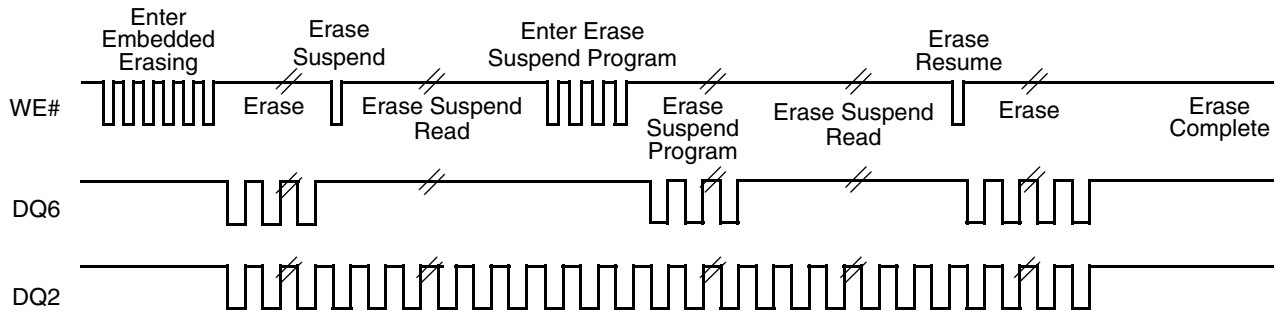 Enter
Embedded
Erasing
Erase
Suspend
Enter Erase
Suspend Program
Erase
Resume
WE#
Erase
Erase Suspend
Read
Erase
Suspend
Program
Erase Suspend
Read
Erase
Erase
Complete
DQ6
DQ2